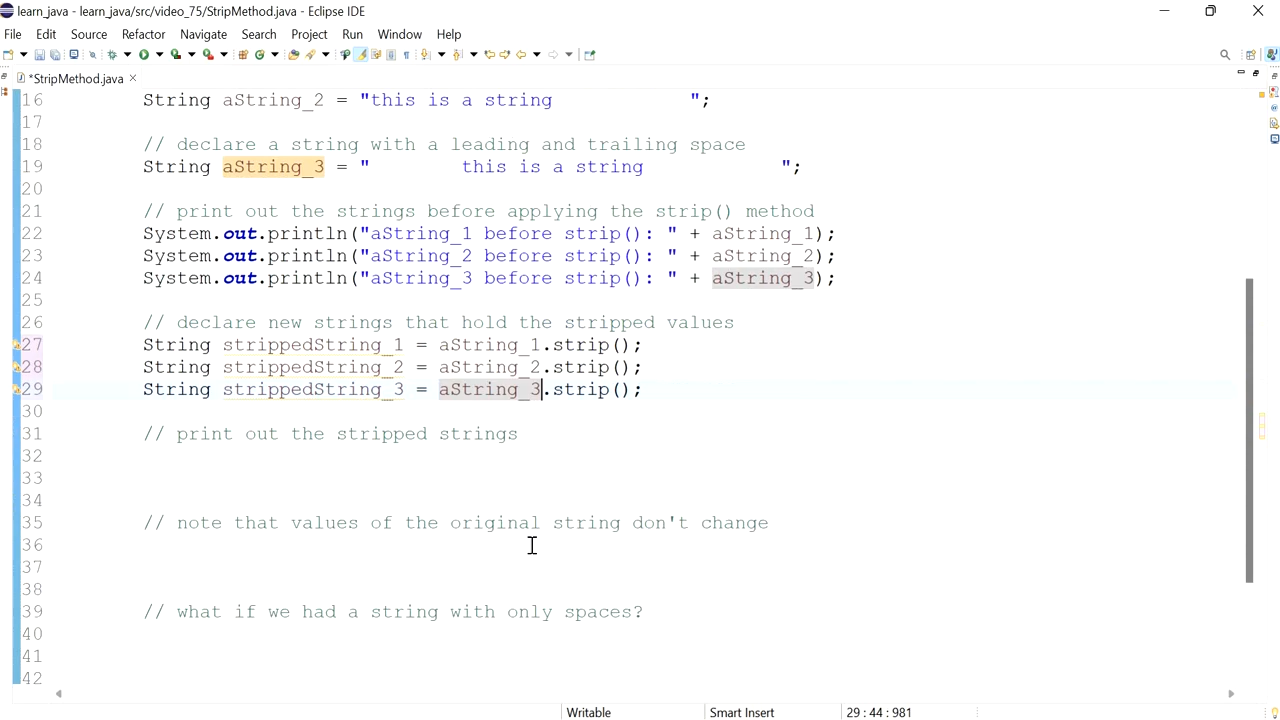 learn_java - learn_java/src/video_75/StripMethod.java - Eclipse IDE
File Edit Source Refactor Navigate Search Project Run Window Help
*StripMethod.java
16 String aString_2 = "this is a string            ";
17
18 // declare a string with a leading and trailing space
19 String aString_3 = "        this is a string            ";
20
21 // print out the strings before applying the strip() method
22 System.out.println("aString_1 before strip(): " + aString_1);
23 System.out.println("aString_2 before strip(): " + aString_2);
24 System.out.println("aString_3 before strip(): " + aString_3);
25
26 // declare new strings that hold the stripped values
27 String strippedString_1 = aString_1.strip();
28 String strippedString_2 = aString_2.strip();
29 String strippedString_3 = aString_3.strip();
30
31 // print out the stripped strings
32
33
34
35 // note that values of the original string don't change
36
37
38
39 // what if we had a string with only spaces?
40
41
42
Writable Smart Insert 29 : 44 : 981